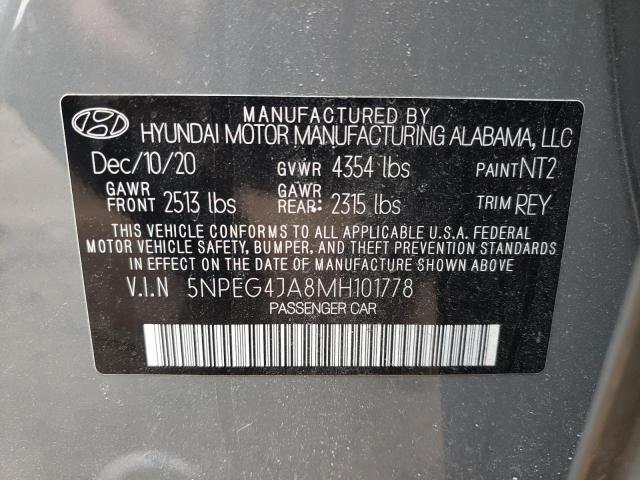 MANUFACTURED BY
HYUNDAI MOTOR MANUFACTURING ALABAMA, LLC
Dec/10/20 GVWR 4354 lbs PAINT NT2
GAWR FRONT 2513 lbs GAWR REAR: 2315 lbs TRIM REY
THIS VEHICLE CONFORMS TO ALL APPLICABLE U.S.A. FEDERAL
MOTOR VEHICLE SAFETY, BUMPER, AND THEFT PREVENTION STANDARDS
IN EFFECT ON THE DATE OF MANUFACTURE SHOWN ABOVE.
V.I.N 5NPEG4JA8MH101778
PASSENGER CAR